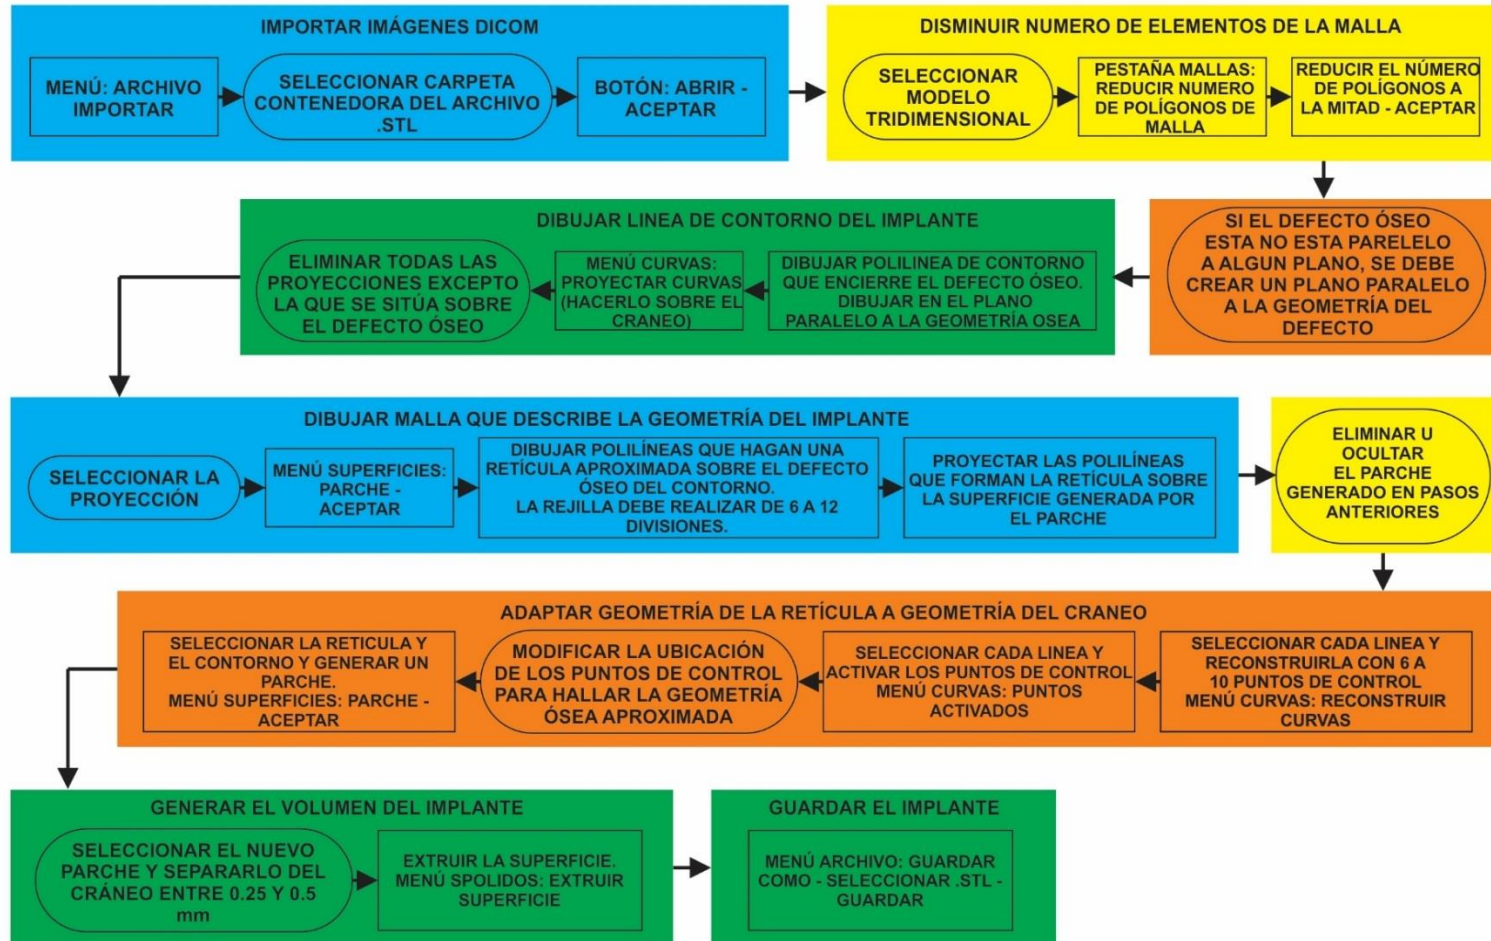 IMPORTAR IMÁGENES DICOM
MENÚ: ARCHIVO
IMPORTAR
SELECCIONAR CARPETA
CONTENEDORA DEL ARCHIVO
.STL
BOTÓN: ABRIR -
ACEPTAR
DISMINUIR NUMERO DE ELEMENTOS DE LA MALLA
SELECCIONAR
MODELO
TRIDIMENSIONAL
PESTAÑA MALLAS:
REDUCIR NUMERO
DE POLÍGONOS DE
MALLA
REDUCIR EL NÚMERO
DE POLÍGONOS A
LA MITAD - ACEPTAR
SI EL DEFECTO ÓSEO
ESTA NO ESTA PARELELO
A ALGUN PLANO, SE DEBE
CREAR UN PLANO PARALELO
A LA GEOMETRÍA DEL
DEFECTO
DIBUJAR LINEA DE CONTORNO DEL IMPLANTE
DIBUJAR POLILINEA DE CONTORNO
QUE ENCIERRE EL DEFECTO ÓSEO.
DIBUJAR EN EL PLANO
PARALELO A LA GEOMETRÍA OSEA
MENÚ CURVAS:
PROYECTAR CURVAS
(HACERLO SOBRE EL
CRANEO)
ELIMINAR TODAS LAS
PROYECCIONES EXCEPTO
LA QUE SE SITÚA SOBRE
EL DEFECTO ÓSEO
DIBUJAR MALLA QUE DESCRIBE LA GEOMETRÍA DEL IMPLANTE
SELECCIONAR LA
PROYECCIÓN
MENÚ SUPERFICIES:
PARCHE -
ACEPTAR
DIBUJAR POLILÍNEAS QUE HAGAN UNA
RETÍCULA APROXIMADA SOBRE EL DEFECTO
ÓSEO DEL CONTORNO.
LA REJILLA DEBE REALIZAR DE 6 A 12
DIVISIONES.
PROYECTAR LAS POLILÍNEAS
QUE FORMAN LA RETÍCULA SOBRE
LA SUPERFICIE GENERADA POR
EL PARCHE
ELIMINAR U
OCULTAR
EL PARCHE
GENERADO EN PASOS
ANTERIORES
ADAPTAR GEOMETRÍA DE LA RETÍCULA A GEOMETRÍA DEL CRANEO
SELECCIONAR CADA LINEA Y
RECONSTRUIRLA CON 6 A
10 PUNTOS DE CONTROL
MENÚ CURVAS: RECONSTRUIR
CURVAS
SELECCIONAR CADA LINEA Y
ACTIVAR LOS PUNTOS DE CONTROL
MENÚ CURVAS: PUNTOS
ACTIVADOS
MODIFICAR LA UBICACIÓN
DE LOS PUNTOS DE CONTROL
PARA HALLAR LA GEOMETRÍA
ÓSEA APROXIMADA
SELECCIONAR LA RETICULA Y
EL CONTORNO Y GENERAR UN
PARCHE.
MENÚ SUPERFICIES: PARCHE -
ACEPTAR
GENERAR EL VOLUMEN DEL IMPLANTE
SELECCIONAR EL NUEVO
PARCHE Y SEPARARLO DEL
CRÁNEO ENTRE 0.25 Y 0.5
mm
EXTRUIR LA SUPERFICIE.
MENÚ SPOLIDOS: EXTRUIR
SUPERFICIE
GUARDAR EL IMPLANTE
MENÚ ARCHIVO: GUARDAR
COMO - SELECCIONAR .STL -
GUARDAR